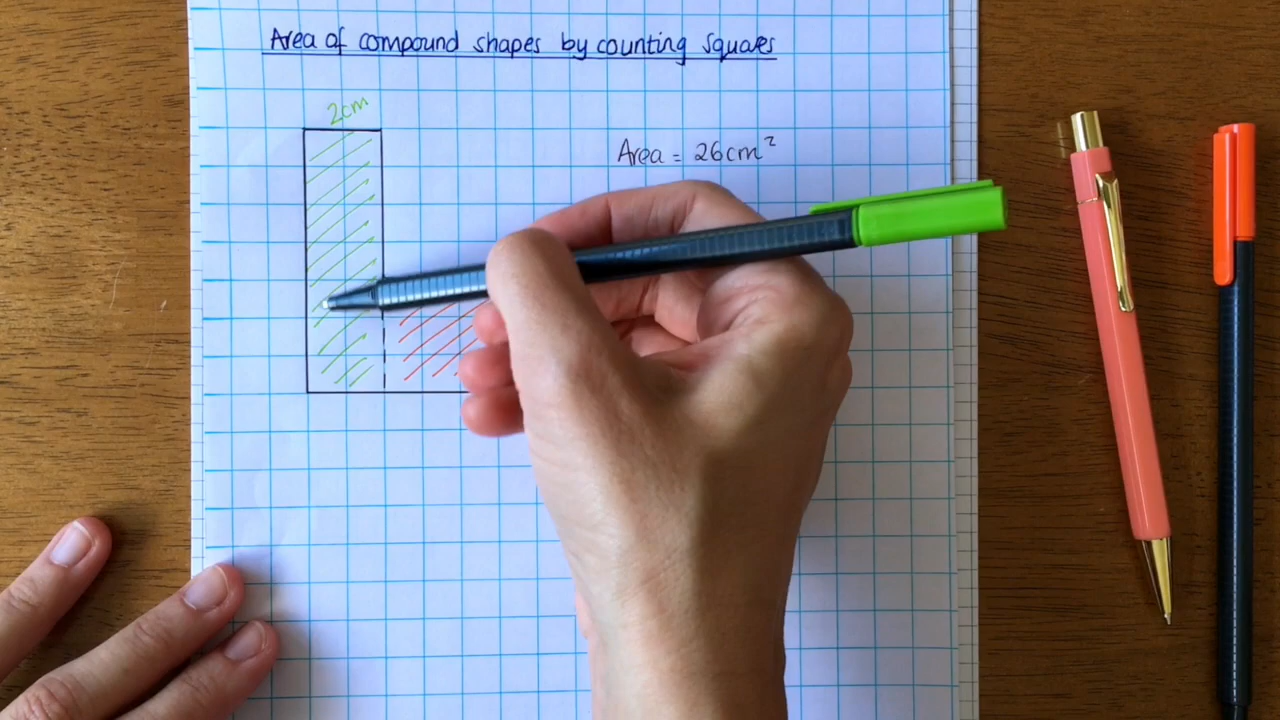 Area of compound shapes by counting squares
2cm
Area = 26cm²